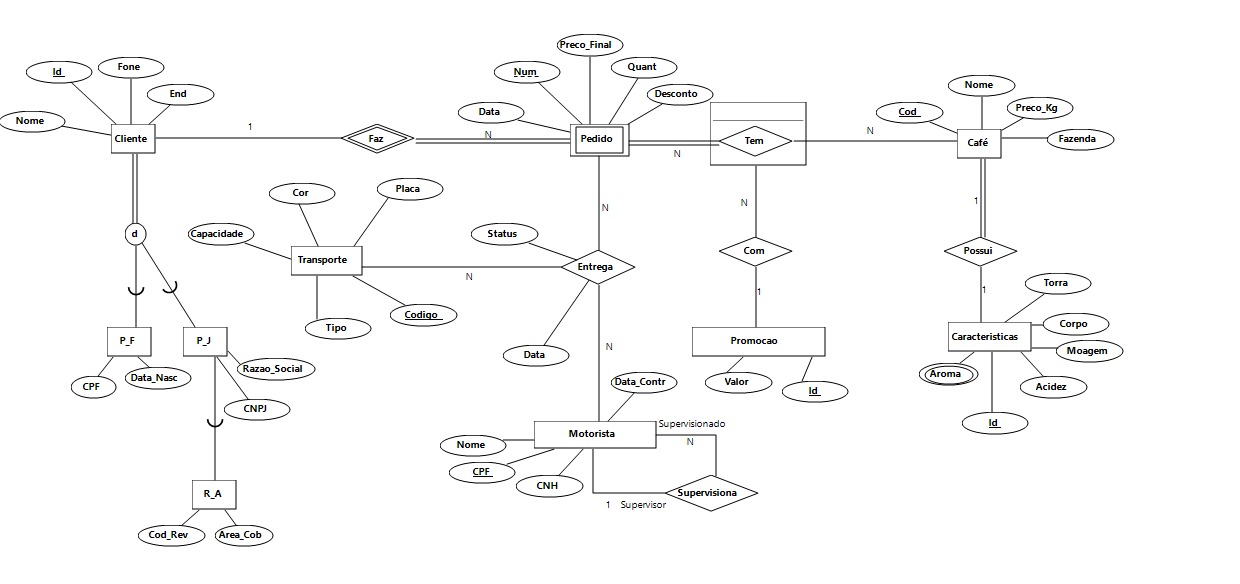 Preco_Final
Id
Fone
Num
Quant
Nome
End
Desconto
Cod
Preco_Kg
Nome
Data
1
N
Cliente
Faz
N
Pedido
Tem
Café
Fazenda
N
Cor
Placa
N
N
1
Capacidade
Status
d
Transporte
Entrega
Com
Possui
N
Tipo
Codigo
1
1
Torra
P_F
P_J
Data
N
Promocao
Caracteristicas
Corpo
Moagem
CPF
Data_Nasc
Razao_Social
Data_Contr
Valor
Id
Aroma
Acidez
CNPJ
Id
Nome
Motorista
Supervisionado
N
CPF
CNH
Supervisiona
1 Supervisor
R_A
Cod_Rev
Area_Cob